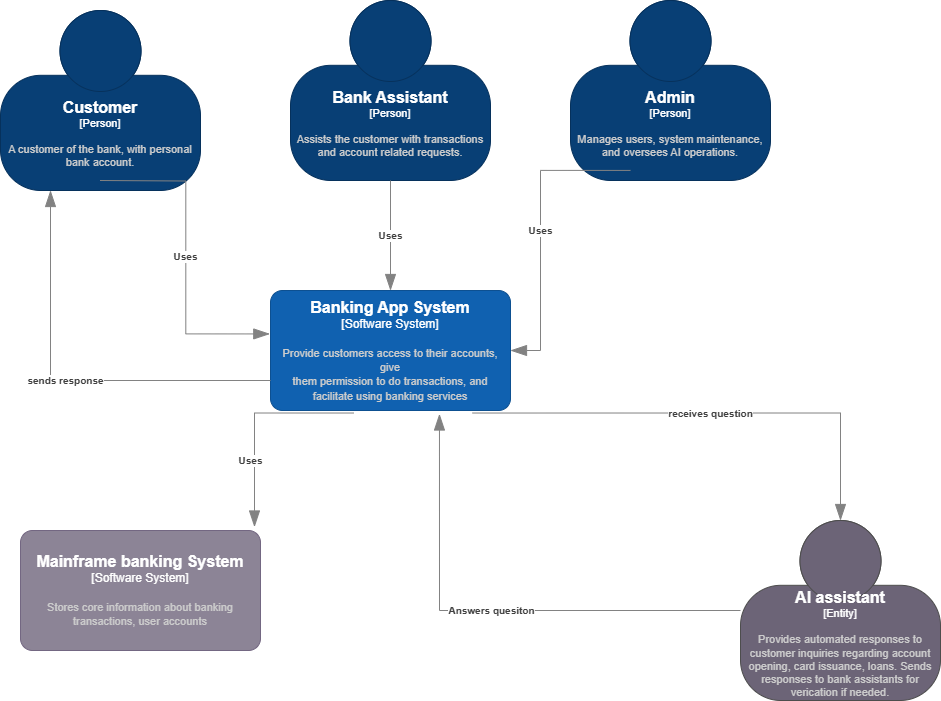 Customer
[Person]
A customer of the bank, with personal
bank account.
Bank Assistant
[Person]
Assists the customer with transactions
and account related requests.
Admin
[Person]
Manages users, system maintenance,
and oversees AI operations.
Uses
Uses
Uses
Banking App System
[Software System]
Provide customers access to their accounts,
give
them permission to do transactions, and
facilitate using banking services
sends response
receives question
Uses
Mainframe banking System
[Software System]
Stores core information about banking
transactions, user accounts
Answers quesiton
AI assistant
[Entity]
Provides automated responses to
customer inquiries regarding account
opening, card issuance, loans. Sends
responses to bank assistants for
verication if needed.